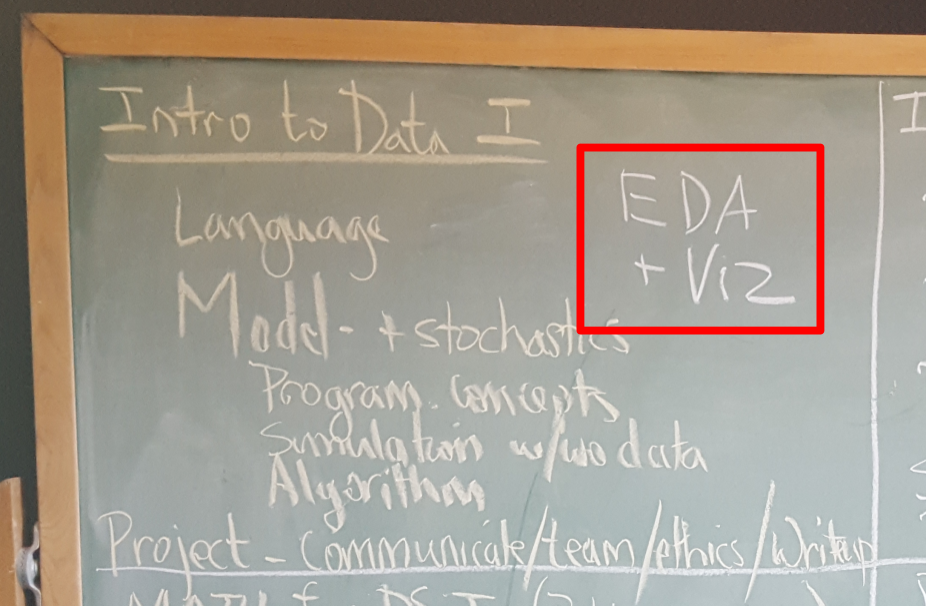 Intro to Data I
EDA
+ Viz
Language
Model - + stochastics
Program. Concepts
Simulation w/wo data
Algorithm
Project - Communicate/team/ethics/Writeup
I